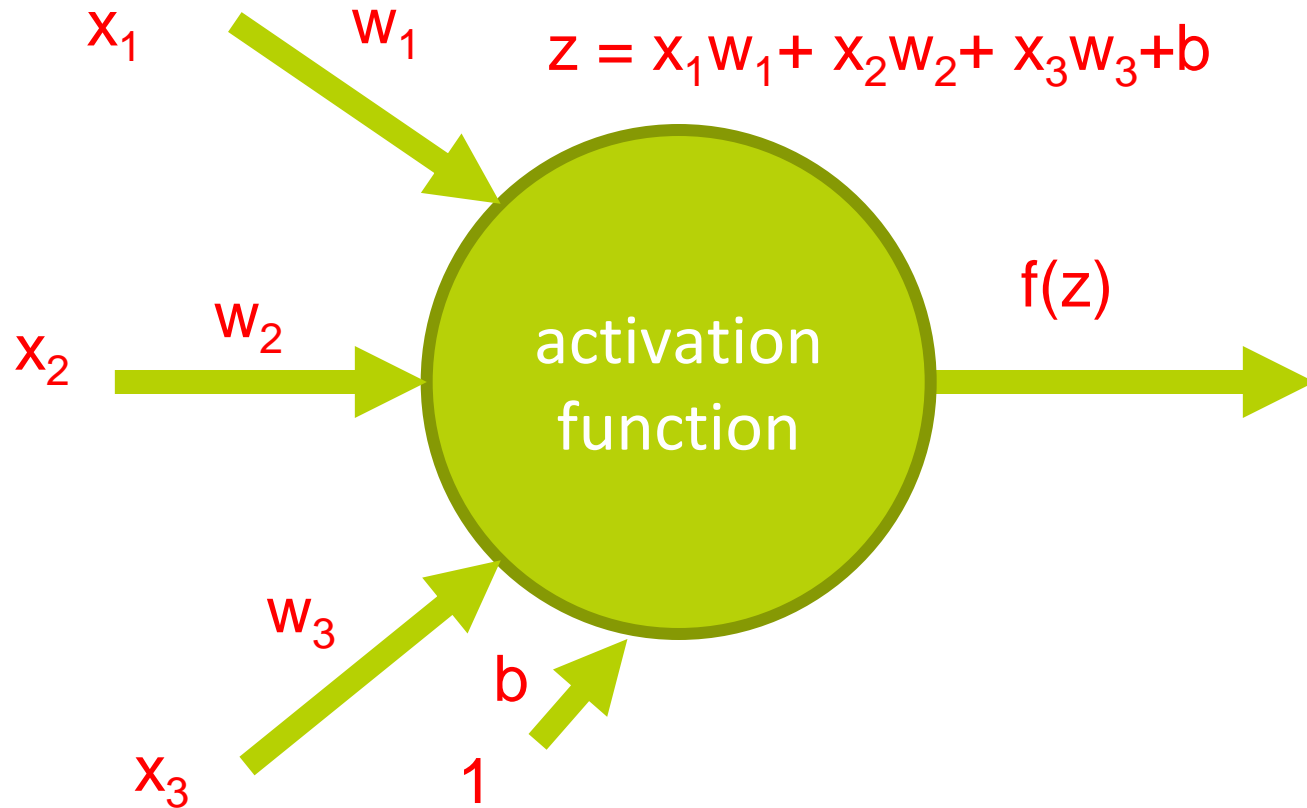 x₁
w₁
z = x₁w₁+ x₂w₂+ x₃w₃+b
f(z)
w₂
x₂
activation
function
w₃
b
x₃
1